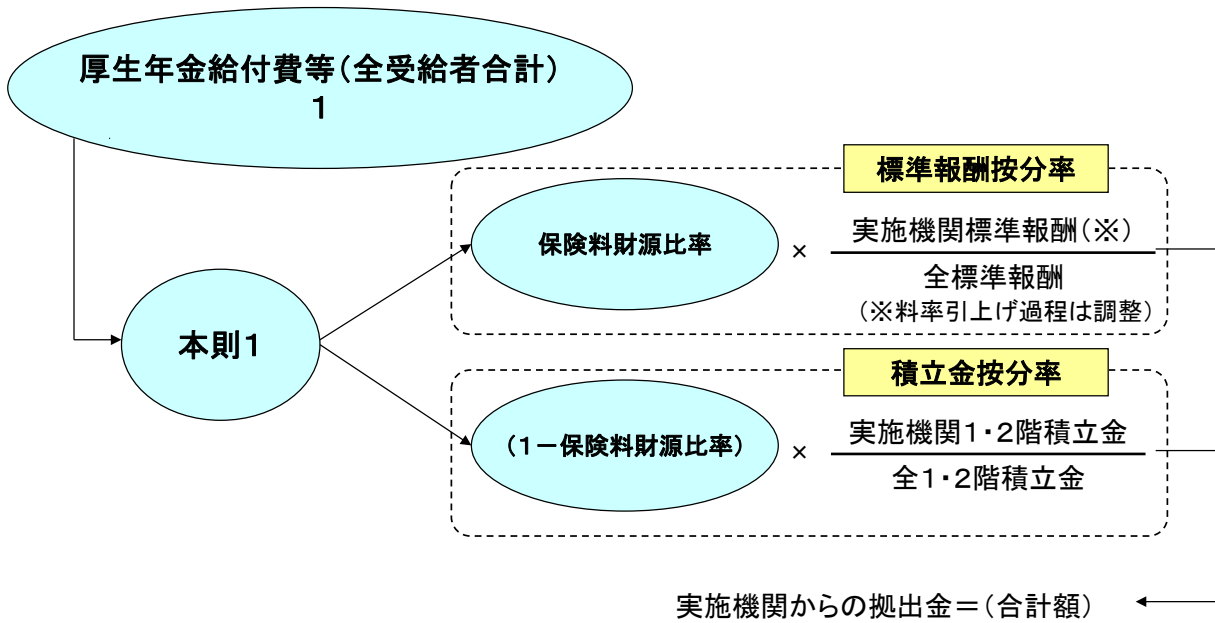 厚生年金給付費等(全受給者合計)
1
標準報酬按分率
保険料財源比率
×
実施機関標準報酬(※)
全標準報酬
(※料率引上げ過程は調整)
本則1
積立金按分率
(1-保険料財源比率)
×
実施機関1・2階積立金
全1・2階積立金
実施機関からの拠出金=(合計額)